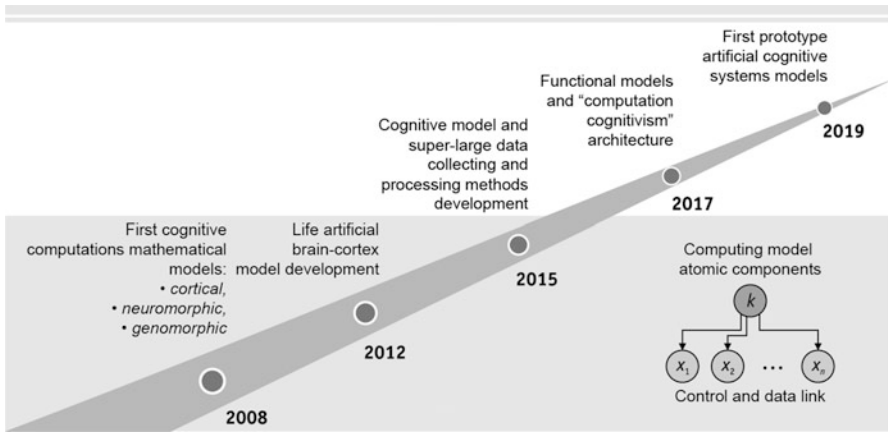 First prototype
artificial cognitive
systems models
2019
Functional models
and “computation
cognitivism”
architecture
2017
Cognitive model and
super-large data
collecting and
processing methods
development
2015
Life artificial
brain-cortex
model development
2012
First cognitive
computations mathematical
models:
• cortical,
• neuromorphic,
• genomorphic
2008
Computing model
atomic components
k
x1 x2 ... xn
Control and data link